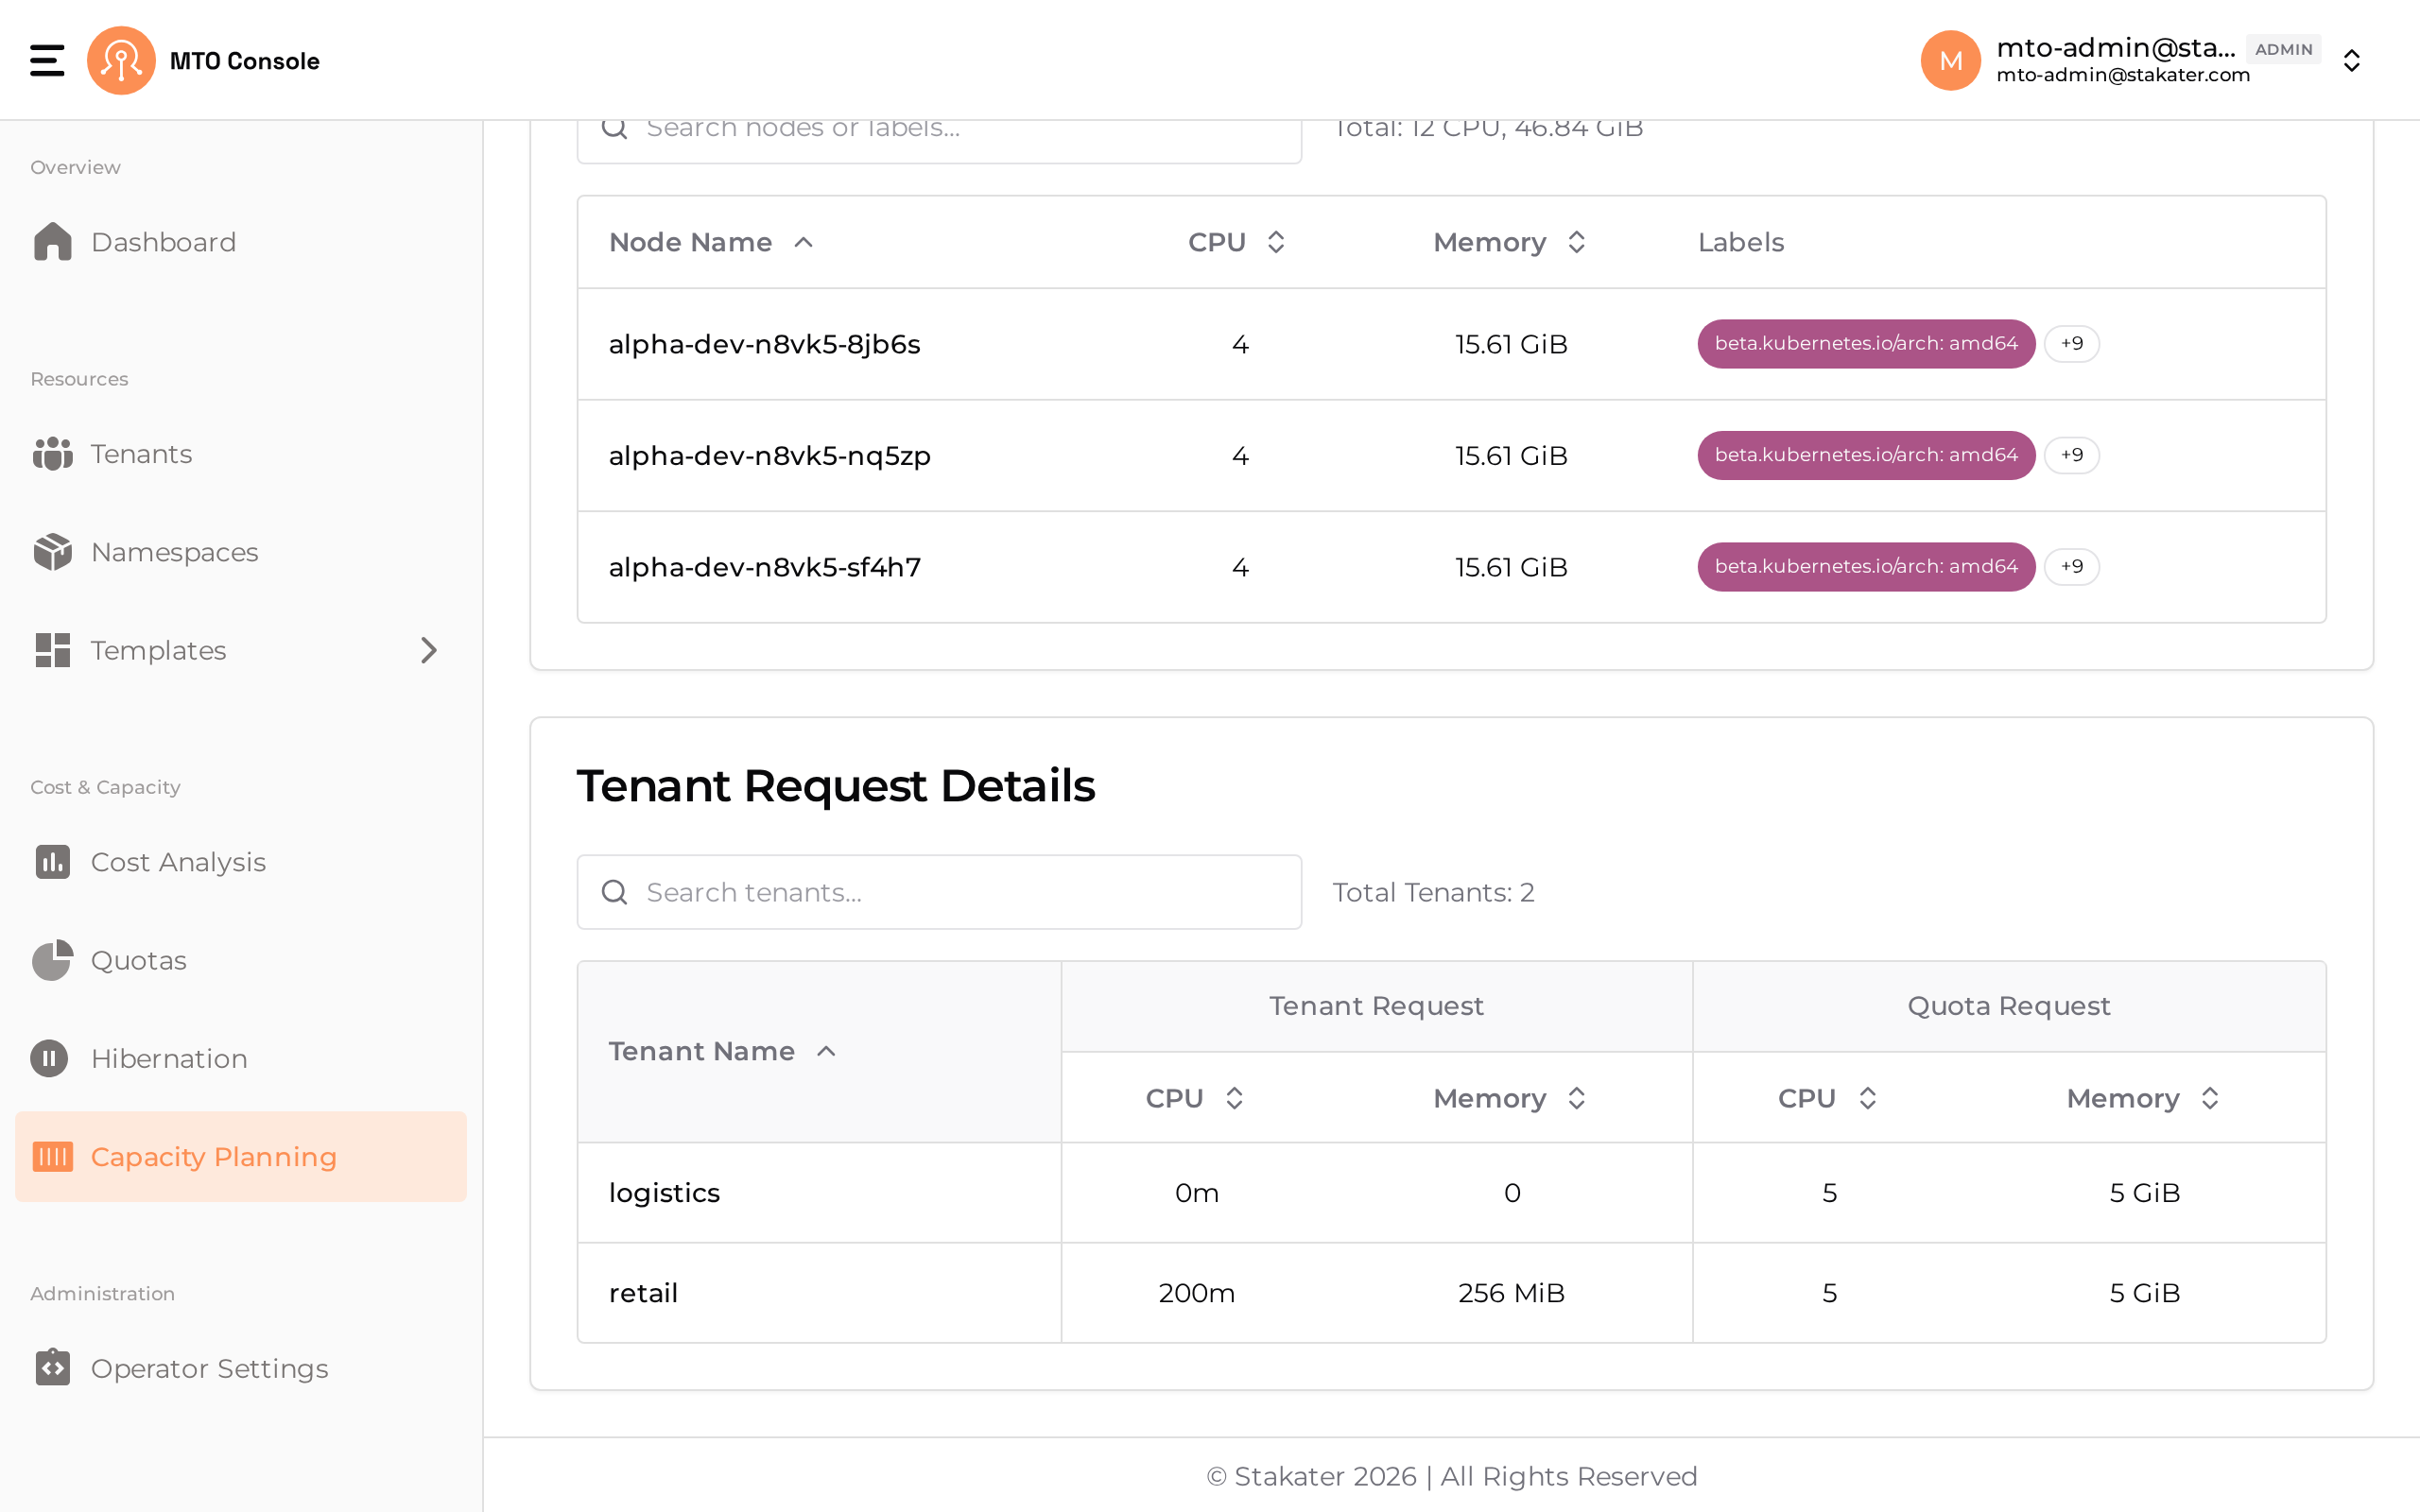 MTO Console
M
mto-admin@sta...
ADMIN
mto-admin@stakater.com
Overview
Dashboard
Resources
Tenants
Namespaces
Templates
Cost & Capacity
Cost Analysis
Quotas
Hibernation
Capacity Planning
Administration
Operator Settings
Search nodes or labels...
Total: 12 CPU, 46.84 GiB
Node Name CPU Memory Labels
alpha-dev-n8vk5-8jb6s 4 15.61 GiB beta.kubernetes.io/arch: amd64 +9
alpha-dev-n8vk5-nq5zp 4 15.61 GiB beta.kubernetes.io/arch: amd64 +9
alpha-dev-n8vk5-sf4h7 4 15.61 GiB beta.kubernetes.io/arch: amd64 +9
Tenant Request Details
Search tenants...
Total Tenants: 2
Tenant Name Tenant Request Quota Request
CPU Memory CPU Memory
logistics 0m 0 5 5 GiB
retail 200m 256 MiB 5 5 GiB
© Stakater 2026 | All Rights Reserved